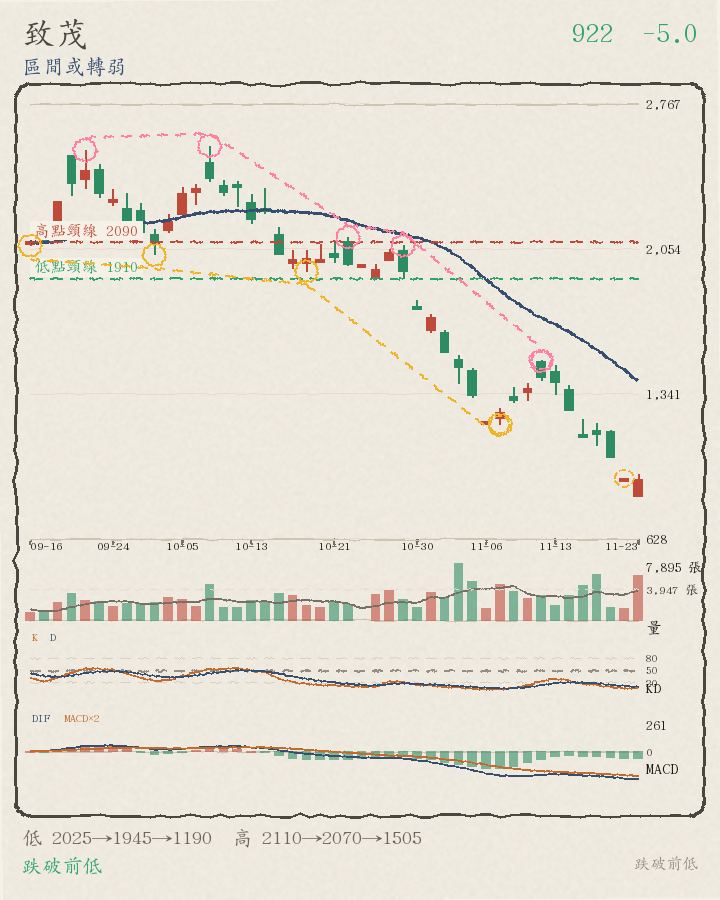 致茂
922 -5.0
區間或轉弱
2,767
高點頸線 2090
2,054
低點頸線 1910
1,341
628
09-16 09-24 10-05 10-13 10-21 10-30 11-06 11-13 11-23
7,895 張
3,947 張
量
K D
80
50
20
KD
DIF MACD×2
261
0
MACD
低 2025→1945→1190 高 2110→2070→1505
跌破前低
跌破前低